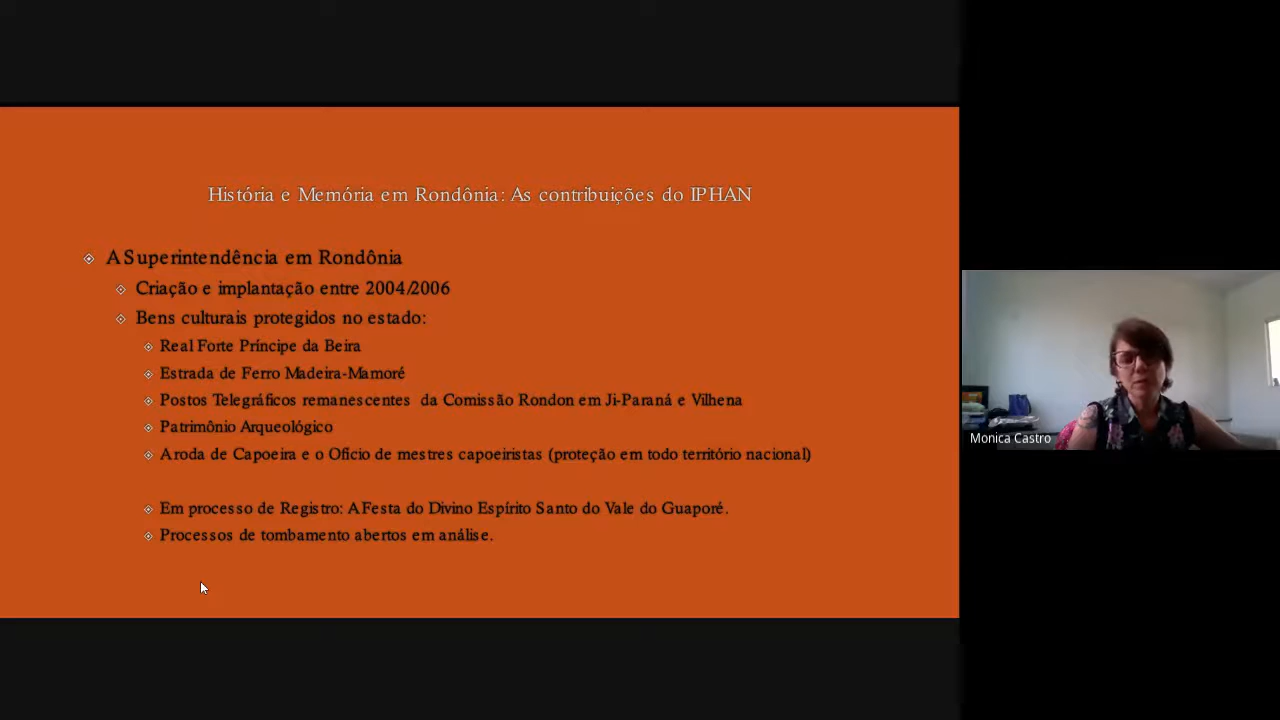 História e Memória em Rondônia: As contribuições do IPHAN
A Superintendência em Rondônia
Criação e implantação entre 2004/2006
Bens culturais protegidos no estado:
Real Forte Príncipe da Beira
Estrada de Ferro Madeira-Mamoré
Postos Telegráficos remanescentes da Comissão Rondon em Ji-Paraná e Vilhena
Patrimônio Arqueológico
A roda de Capoeira e o Ofício de mestres capoeiristas (proteção em todo território nacional)
Em processo de Registro: A Festa do Divino Espírito Santo do Vale do Guaporé.
Processos de tombamento abertos em análise.
Monica Castro